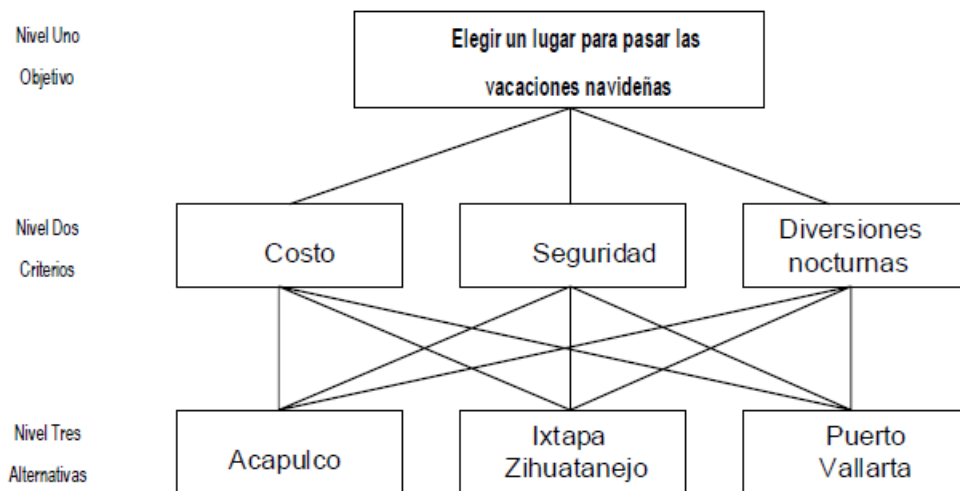 Nivel Uno
Objetivo
Elegir un lugar para pasar las
vacaciones navideñas
Nivel Dos
Criterios
Costo
Seguridad
Diversiones
nocturnas
Nivel Tres
Alternativas
Acapulco
Ixtapa
Zihuatanejo
Puerto
Vallarta